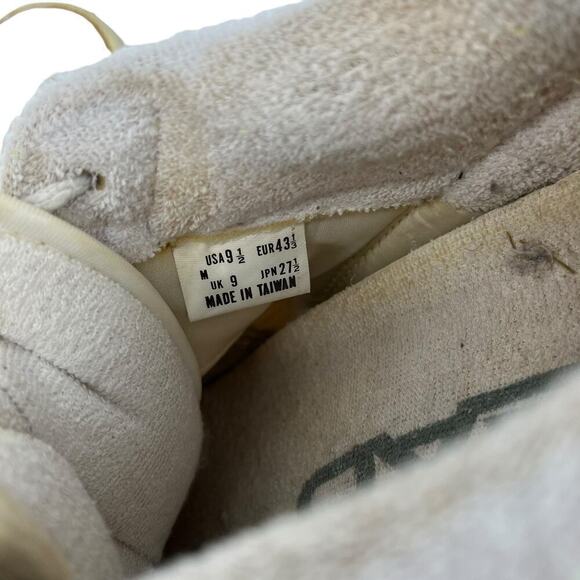 USA 9 1/2 EUR 43 1/3
M
UK 9 JPN 27 1/2
MADE IN TAIWAN